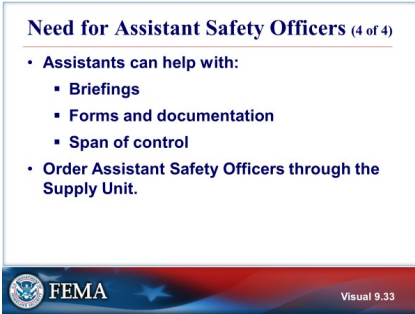 Need for Assistant Safety Officers (4 of 4)
• Assistants can help with:
▪ Briefings
▪ Forms and documentation
▪ Span of control
• Order Assistant Safety Officers through the
Supply Unit.
FEMA
Visual 9.33